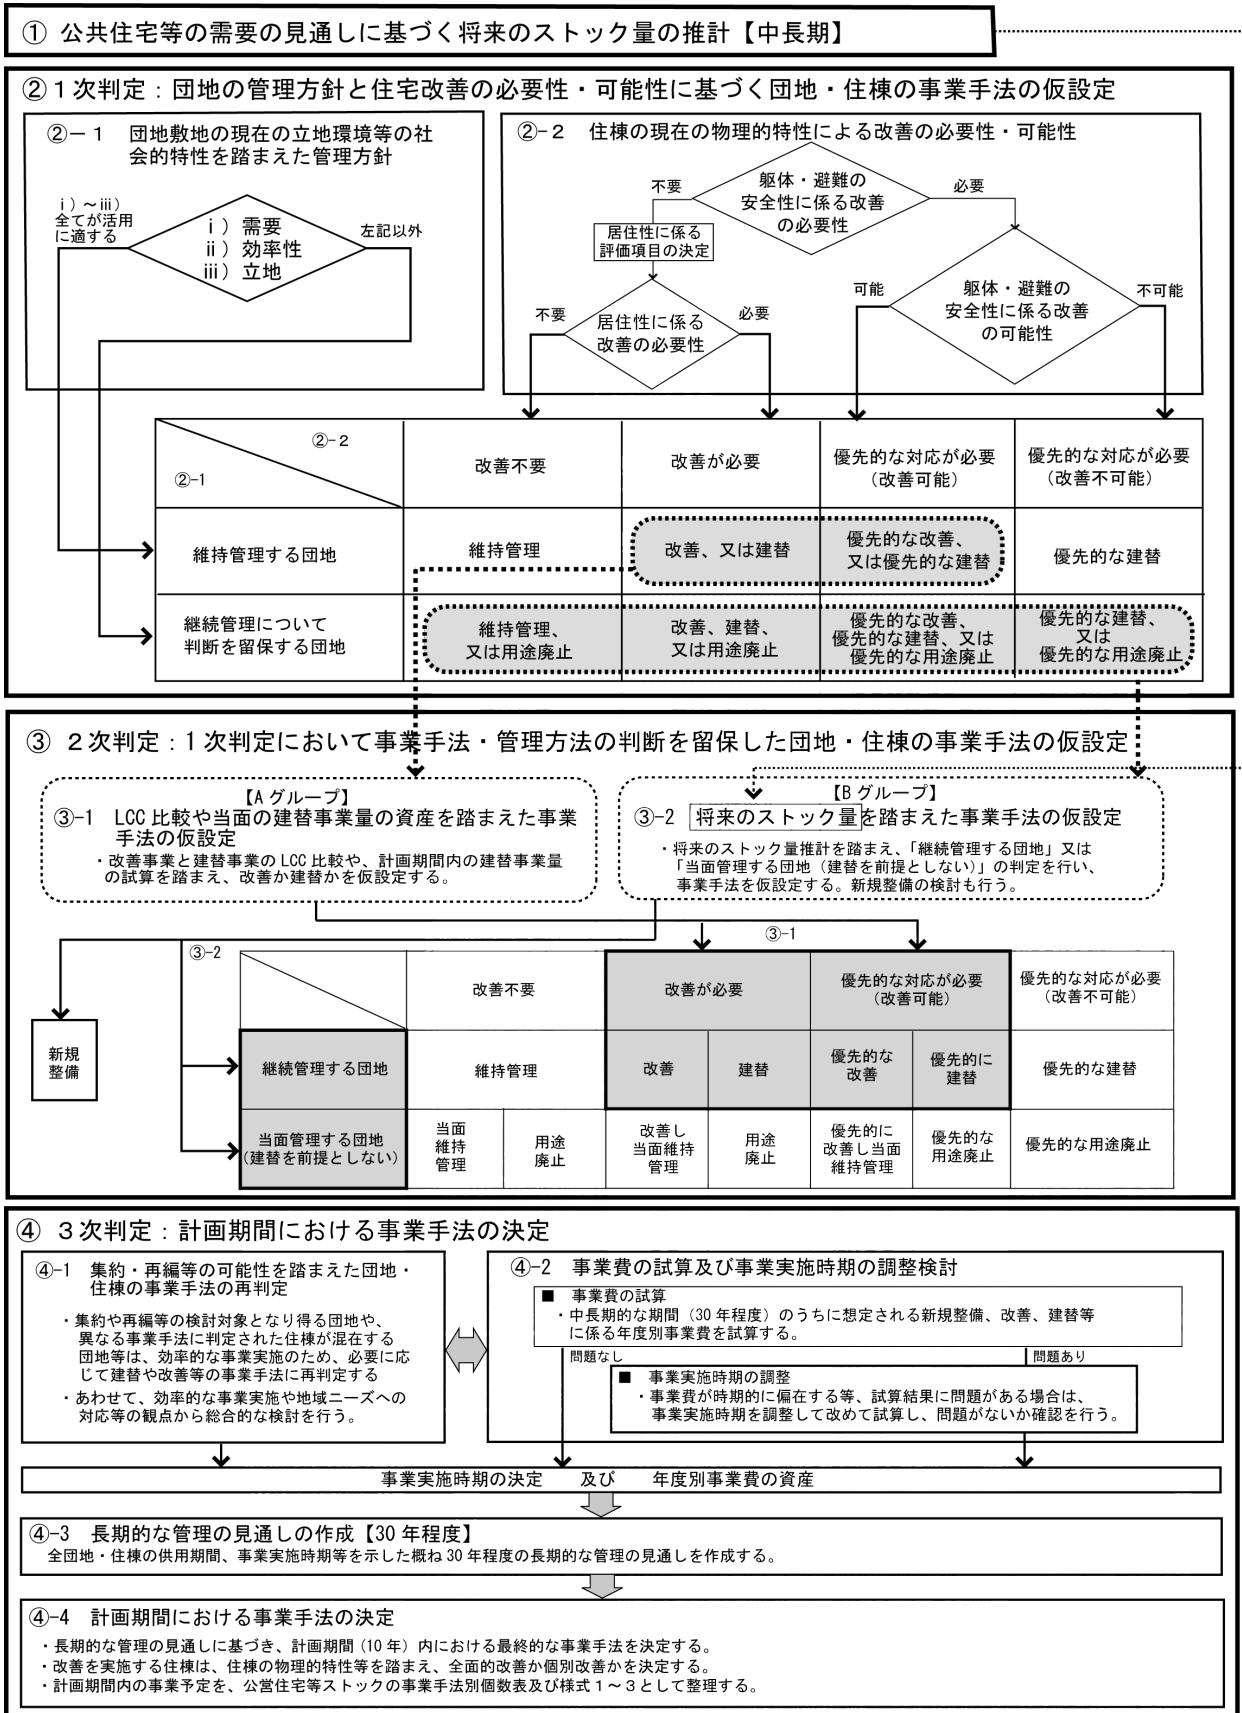 ① 公共住宅等の需要の見通しに基づく将来のストック量の推計【中長期】
②１次判定：団地の管理方針と住宅改善の必要性・可能性に基づく団地・住棟の事業手法の仮設定
②－１ 団地敷地の現在の立地環境等の社
会的特性を踏まえた管理方針
ⅰ）～ⅲ）
全てが活用
に適する
ⅰ）需要
ⅱ）効率性
ⅲ）立地
左記以外
②-２ 住棟の現在の物理的特性による改善の必要性・可能性
不要
躯体・避難の
安全性に係る改善
の必要性
必要
居住性に係る
評価項目の決定
不要
居住性に係る
改善の必要性
必要
可能
躯体・避難の
安全性に係る改善
の可能性
不可能
②-２
②-1
改善不要
改善が必要
優先的な対応が必要
（改善可能）
優先的な対応が必要
（改善不可能）
維持管理する団地
維持管理
改善、又は建替
優先的な改善、
又は優先的な建替
優先的な建替
継続管理について
判断を留保する団地
維持管理、
又は用途廃止
改善、建替、
又は用途廃止
優先的な改善、
優先的な建替、又は
優先的な用途廃止
優先的な建替、
又は
優先的な用途廃止
③ ２次判定：１次判定において事業手法・管理方法の判断を留保した団地・住棟の事業手法の仮設定
【A グループ】
③-1 LCC 比較や当面の建替事業量の資産を踏まえた事業
手法の仮設定
・改善事業と建替事業の LCC 比較や、計画期間内の建替事業量
の試算を踏まえ、改善か建替かを仮設定する。
【B グループ】
③-2 将来のストック量を踏まえた事業手法の仮設定
・将来のストック量推計を踏まえ、「継続管理する団地」又は
「当面管理する団地（建替を前提としない）」の判定を行い、
事業手法を仮設定する。新規整備の検討も行う。
③-1
③-2
新規
整備
改善不要
改善が必要
優先的な対応が必要
（改善可能）
優先的な対応が必要
（改善不可能）
継続管理する団地
維持管理
改善
建替
優先的な
改善
優先的に
建替
優先的な建替
当面管理する団地
(建替を前提としない)
当面
維持
管理
用途
廃止
改善し
当面維持
管理
用途
廃止
優先的に
改善し当面
維持管理
優先的な
用途廃止
優先的な用途廃止
④ ３次判定：計画期間における事業手法の決定
④-1 集約・再編等の可能性を踏まえた団地・
住棟の事業手法の再判定
・集約や再編等の検討対象となり得る団地や、
異なる事業手法に判定された住棟が混在する
団地等は、効率的な事業実施のため、必要に応
じて建替や改善等の事業手法に再判定する
・あわせて、効率的な事業実施や地域ニーズへの
対応等の観点から総合的な検討を行う。
④-2 事業費の試算及び事業実施時期の調整検討
■ 事業費の試算
・中長期的な期間（30 年程度）のうちに想定される新規整備、改善、建替等
に係る年度別事業費を試算する。
問題なし
問題あり
■ 事業実施時期の調整
・事業費が時期的に偏在する等、試算結果に問題がある場合は、
事業実施時期を調整して改めて試算し、問題がないか確認を行う。
事業実施時期の決定 及び 年度別事業費の資産
④-3 長期的な管理の見通しの作成【30 年程度】
全団地・住棟の供用期間、事業実施時期等を示した概ね 30 年程度の長期的な管理の見通しを作成する。
④-4 計画期間における事業手法の決定
・長期的な管理の見通しに基づき、計画期間（10 年）内における最終的な事業手法を決定する。
・改善を実施する住棟は、住棟の物理的特性等を踏まえ、全面的改善か個別改善かを決定する。
・計画期間内の事業予定を、公営住宅等ストックの事業手法別個数表及び様式１～３として整理する。